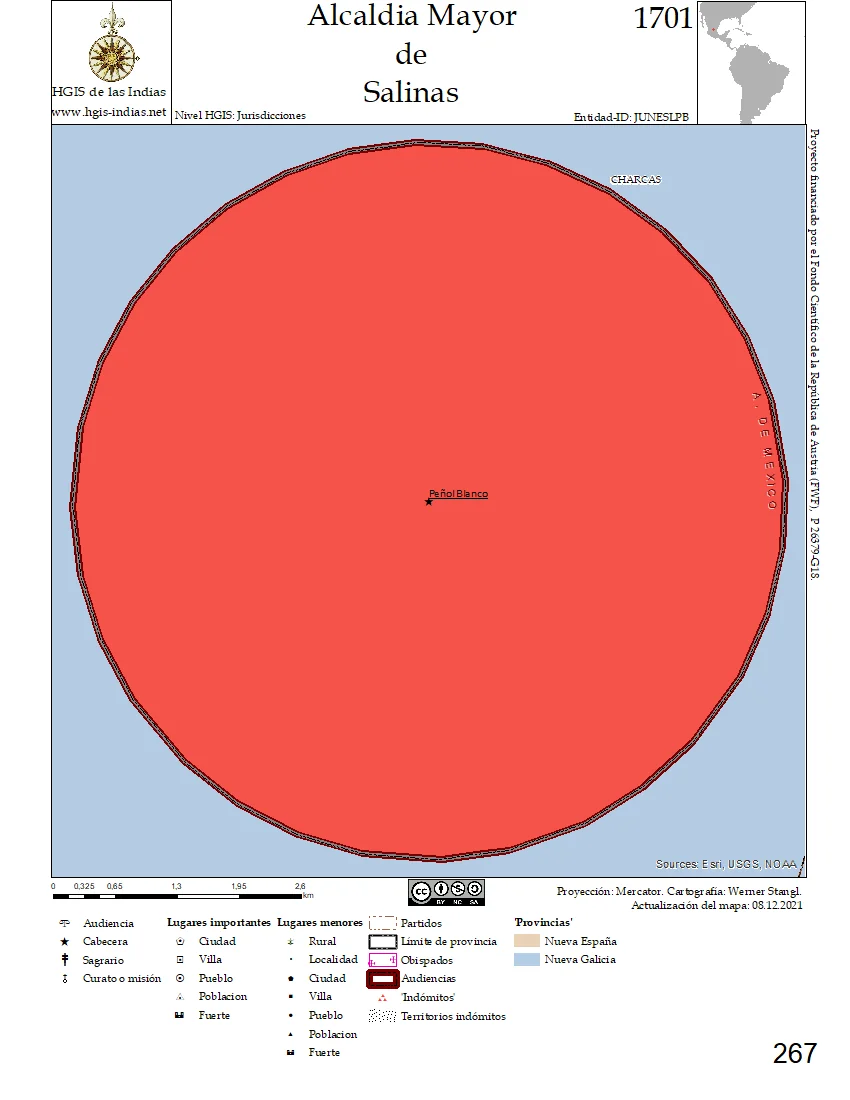 Alcaldia Mayor
de
Salinas
1701
HGIS de las Indias
www.hgis-indias.net
Nivel HGIS: Jurisdicciones
Entidad-ID: JUNESLPB
CHARCAS
A. DE MEXICO
Peñol Blanco
Proyecto financiado por el Fondo Científico de la República de Austria (FWF), P 26379-G18.
Sources: Esri, USGS, NOAA
0 0,325 0,65 1,3 1,95 2,6
km
cc BY NC SA
Proyección: Mercator. Cartografía: Werner Stangl.
Actualización del mapa: 08.12.2021
Audiencia
Cabecera
Sagrario
Curato o misión
Lugares importantes
Ciudad
Villa
Pueblo
Poblacion
Fuerte
Lugares menores
Rural
Localidad
Ciudad
Villa
Pueblo
Poblacion
Fuerte
Partidos
Límite de provincia
Obispados
Audiencias
'Indómitos'
Territorios indómitos
'Provincias'
Nueva España
Nueva Galicia
267